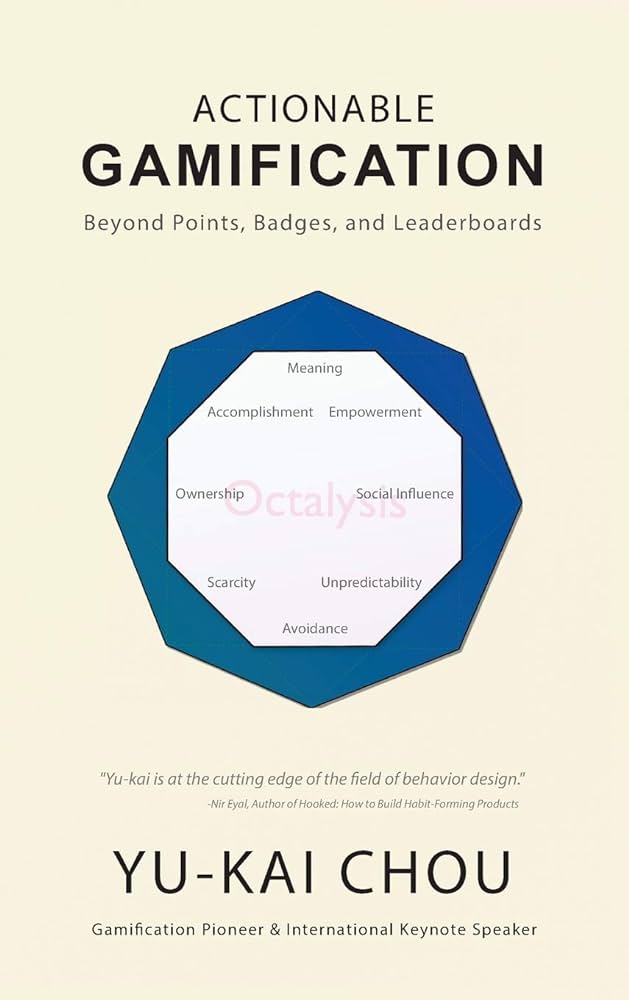 ACTIONABLE
GAMIFICATION
Beyond Points, Badges, and Leaderboards
Meaning
Accomplishment Empowerment
Ownership Octalysis Social Influence
Scarcity Unpredictability
Avoidance
"Yu-kai is at the cutting edge of the field of behavior design."
-Nir Eyal, Author of Hooked: How to Build Habit-Forming Products
YU-KAI CHOU
Gamification Pioneer & International Keynote Speaker